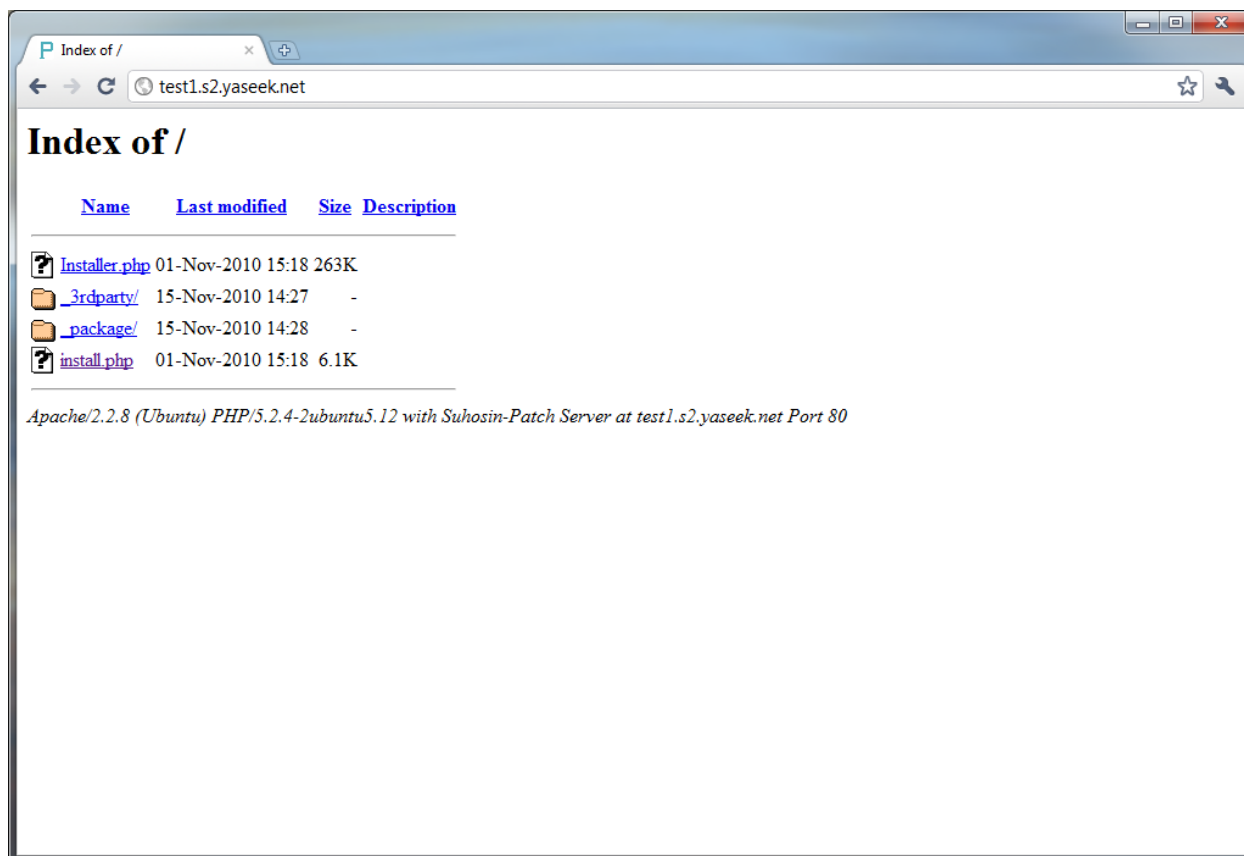 Index of /
test1.s2.yaseek.net
Index of /
Name Last modified Size Description
Installer.php 01-Nov-2010 15:18 263K
_3rdparty/ 15-Nov-2010 14:27 -
_package/ 15-Nov-2010 14:28 -
install.php 01-Nov-2010 15:18 6.1K
Apache/2.2.8 (Ubuntu) PHP/5.2.4-2ubuntu5.12 with Suhosin-Patch Server at test1.s2.yaseek.net Port 80